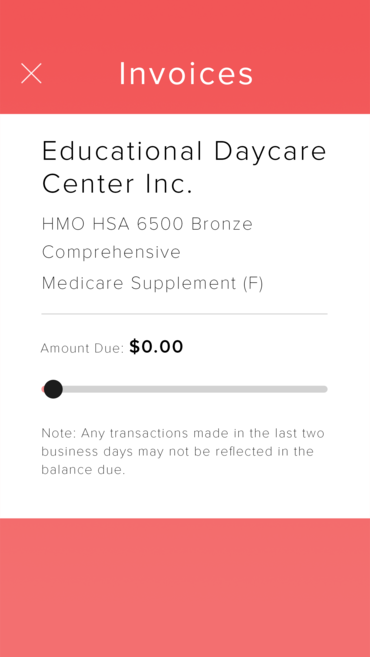 Invoices
Educational Daycare
Center Inc.
HMO HSA 6500 Bronze
Comprehensive
Medicare Supplement (F)
Amount Due: $0.00
Note: Any transactions made in the last two
business days may not be reflected in the
balance due.